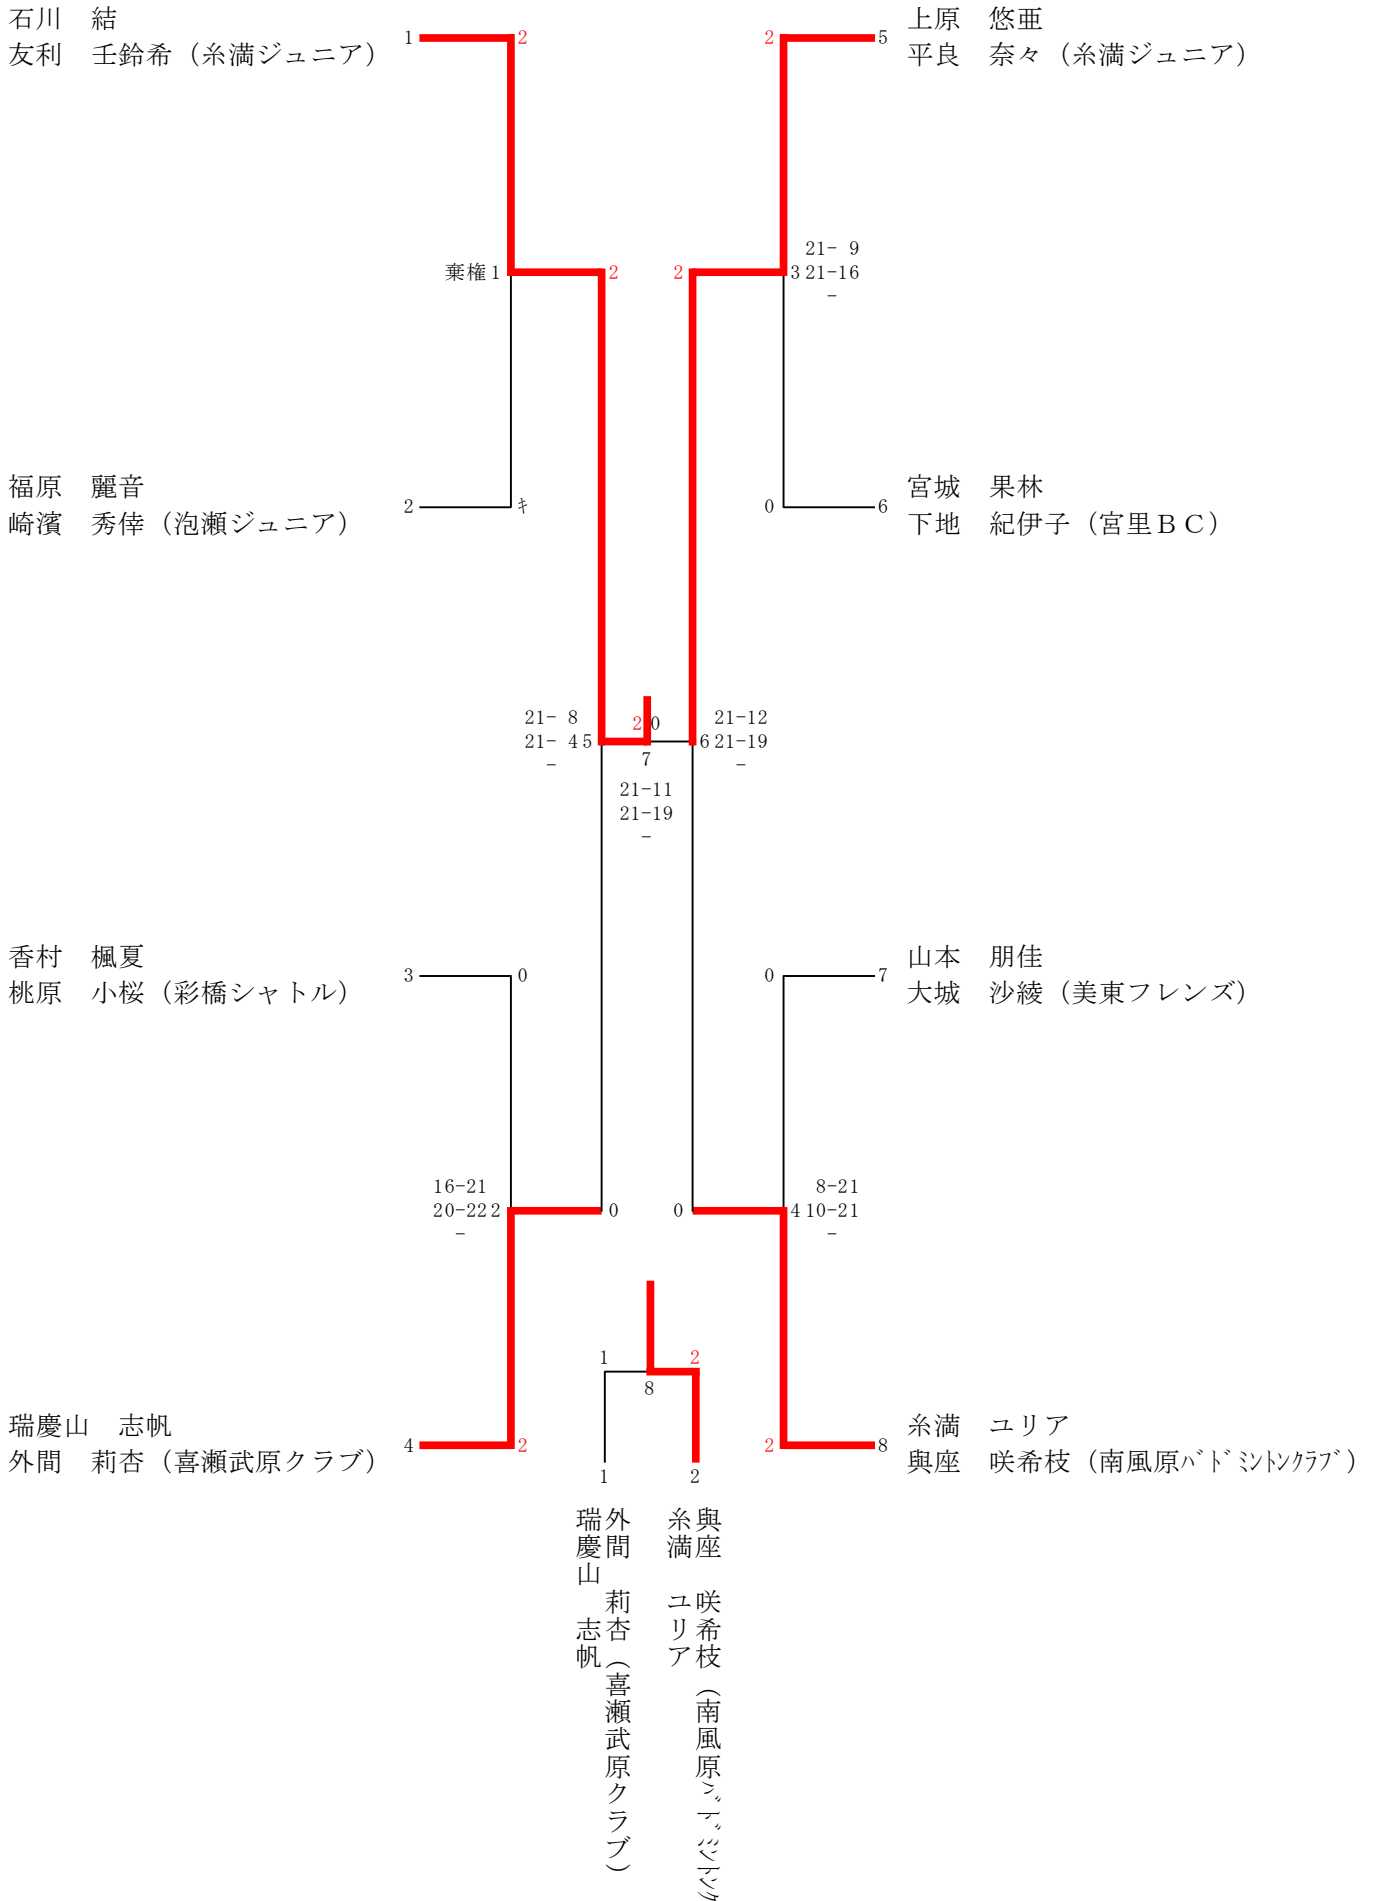 石川　結
友利　壬鈴希（糸満ジュニア）
1
2
2
上原　悠亜
平良　奈々（糸満ジュニア）
5
棄権1
2
2
3
21- 9
21-16
-
福原　麗音
崎濱　秀倖（泡瀬ジュニア）
2
ｷ
0
6
宮城　果林
下地　紀伊子（宮里ＢＣ）
21- 8
21- 4 5
-
2 0
7
21-11
21-19
-
21-12
6 21-19
-
香村　楓夏
桃原　小桜（彩橋シャトル）
3
0
0
7
山本　朋佳
大城　沙綾（美東フレンズ）
16-21
20-22 2
-
0
0
8-21
4 10-21
-
1
2
8
瑞慶山　志帆
外間　莉杏（喜瀬武原クラブ）
4
2
1
2
2
8
糸満　ユリア
與座　咲希枝（南風原ﾊﾞﾄﾞﾐﾝﾄﾝｸﾗﾌﾞ）
瑞慶山　志帆
外間　莉杏（喜瀬武原クラブ）
糸満　ユリア
與座　咲希枝（南風原ﾊﾞﾄﾞﾐﾝﾄﾝｸ